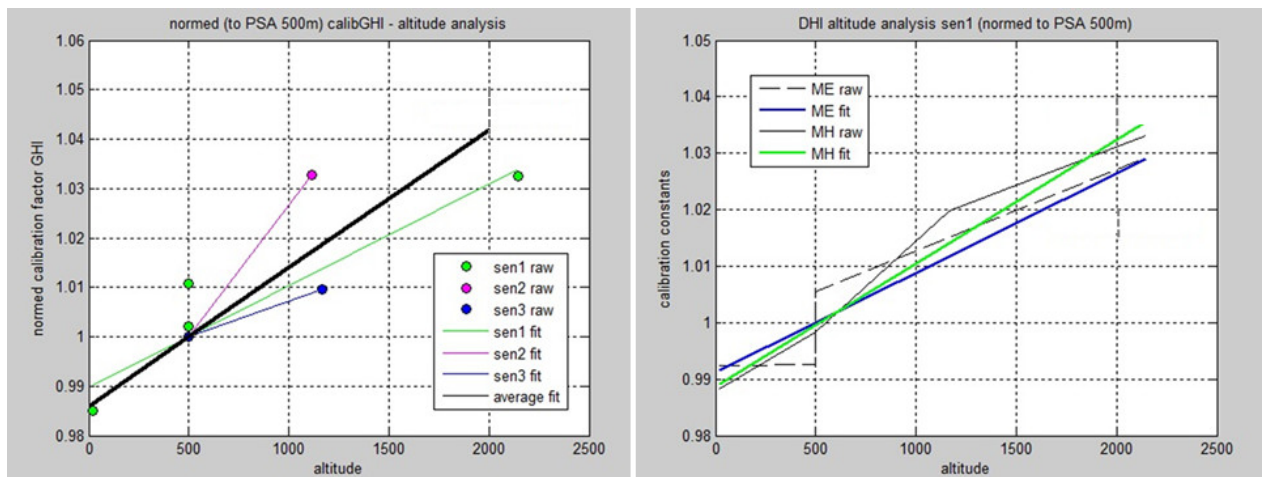 normed (to PSA 500m) calibGHI - altitude analysis
normed calibration factor GHI
1.06
1.05
1.04
1.03
1.02
1.01
1
0.99
0.98
sen1 raw
sen2 raw
sen3 raw
sen1 fit
sen2 fit
sen3 fit
average fit
0 500 1000 1500 2000 2500
altitude
DHI altitude analysis sen1 (normed to PSA 500m)
calibration constants
1.05
1.04
1.03
1.02
1.01
1
0.99
0.98
ME raw
ME fit
MH raw
MH fit
0 500 1000 1500 2000 2500
altitude